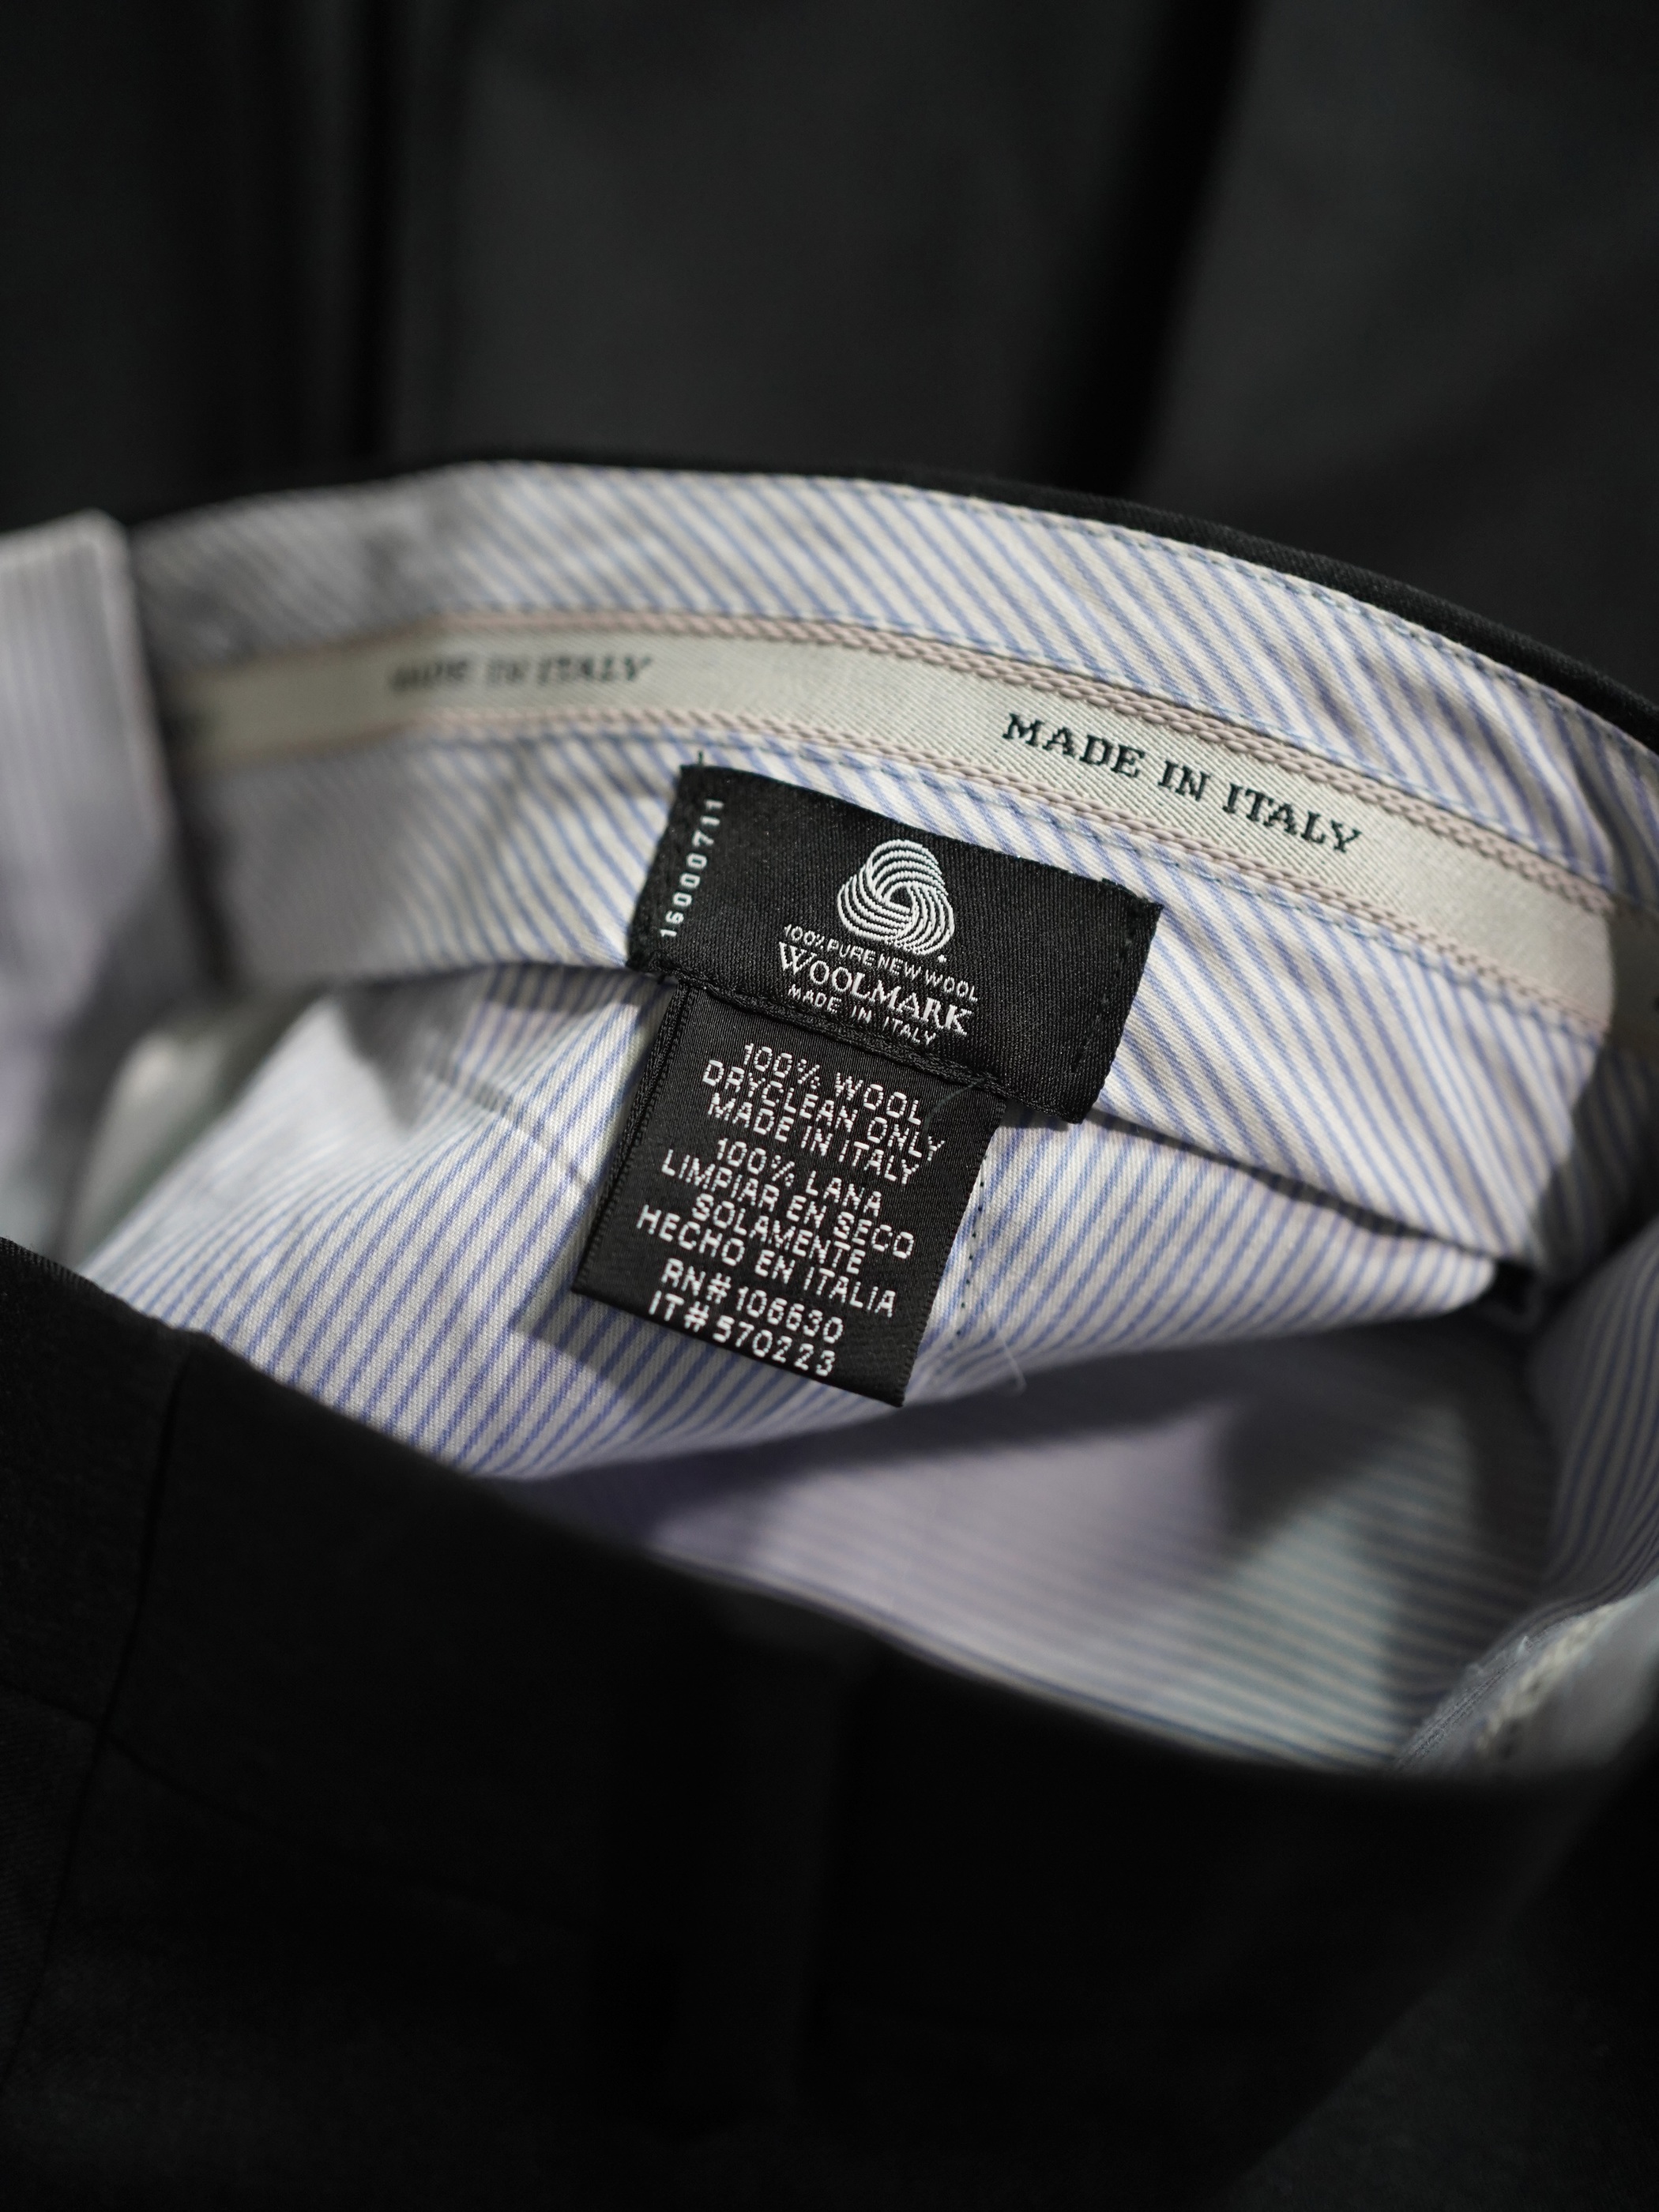 MADE IN ITALY
MADE IN ITALY
16000711
100% PURE NEW WOOL
WOOLMARK
MADE IN ITALY
100% WOOL
DRYCLEAN ONLY
MADE IN ITALY
100% LANA
LIMPIAR EN SECO
SOLAMENTE
HECHO EN ITALIA
RN#106630
IT#570223